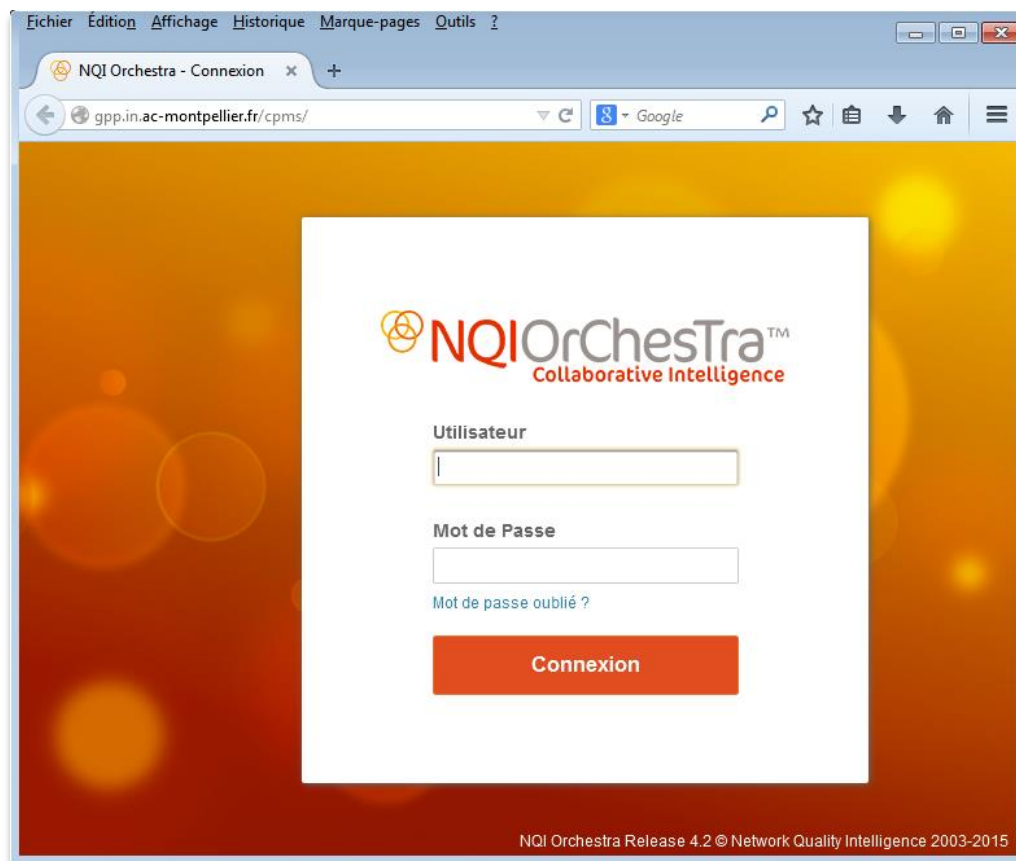 Fichier Édition Affichage Historique Marque-pages Outils ?
NQI Orchestra - Connexion
gpp.in.ac-montpellier.fr/cpms/
8 Google
NQIOrChesTra™
Collaborative Intelligence
Utilisateur
Mot de Passe
Mot de passe oublié ?
Connexion
NQI Orchestra Release 4.2 © Network Quality Intelligence 2003-2015